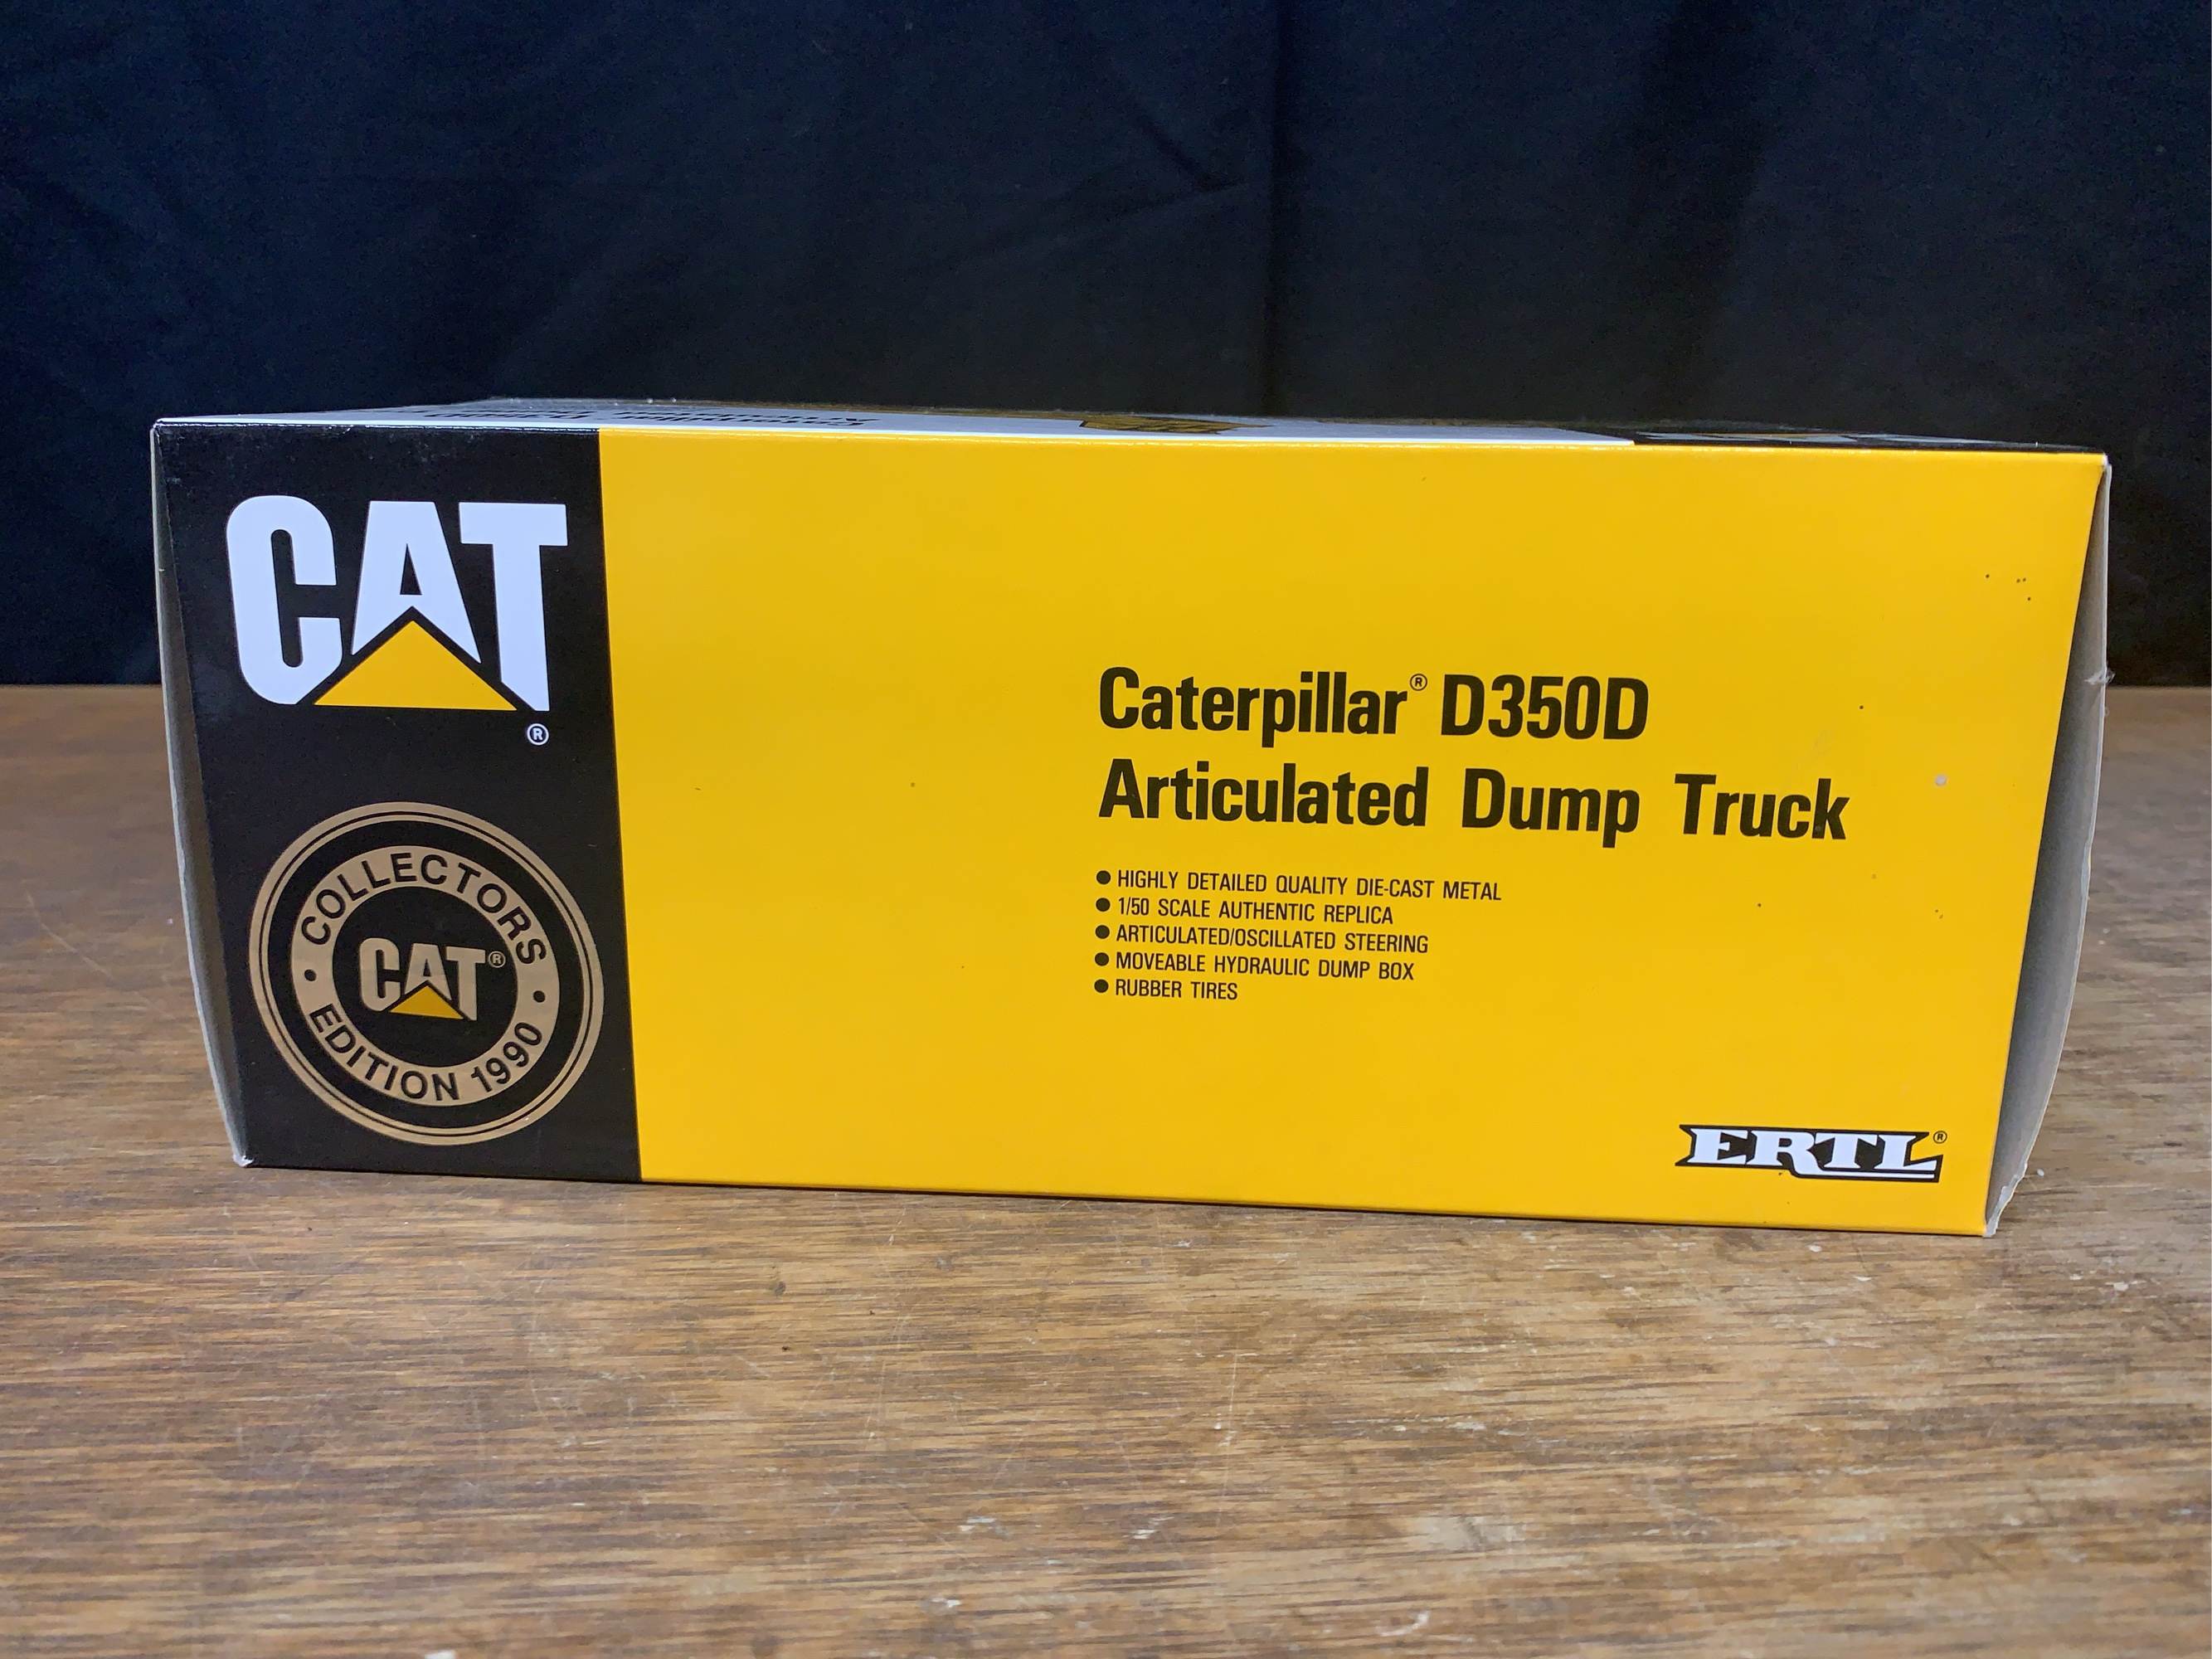 CAT
®
COLLECTORS
CAT®
EDITION 1990
Caterpillar® D350D
Articulated Dump Truck
● HIGHLY DETAILED QUALITY DIE-CAST METAL
● 1/50 SCALE AUTHENTIC REPLICA
● ARTICULATED/OSCILLATED STEERING
● MOVEABLE HYDRAULIC DUMP BOX
● RUBBER TIRES
ERTL®